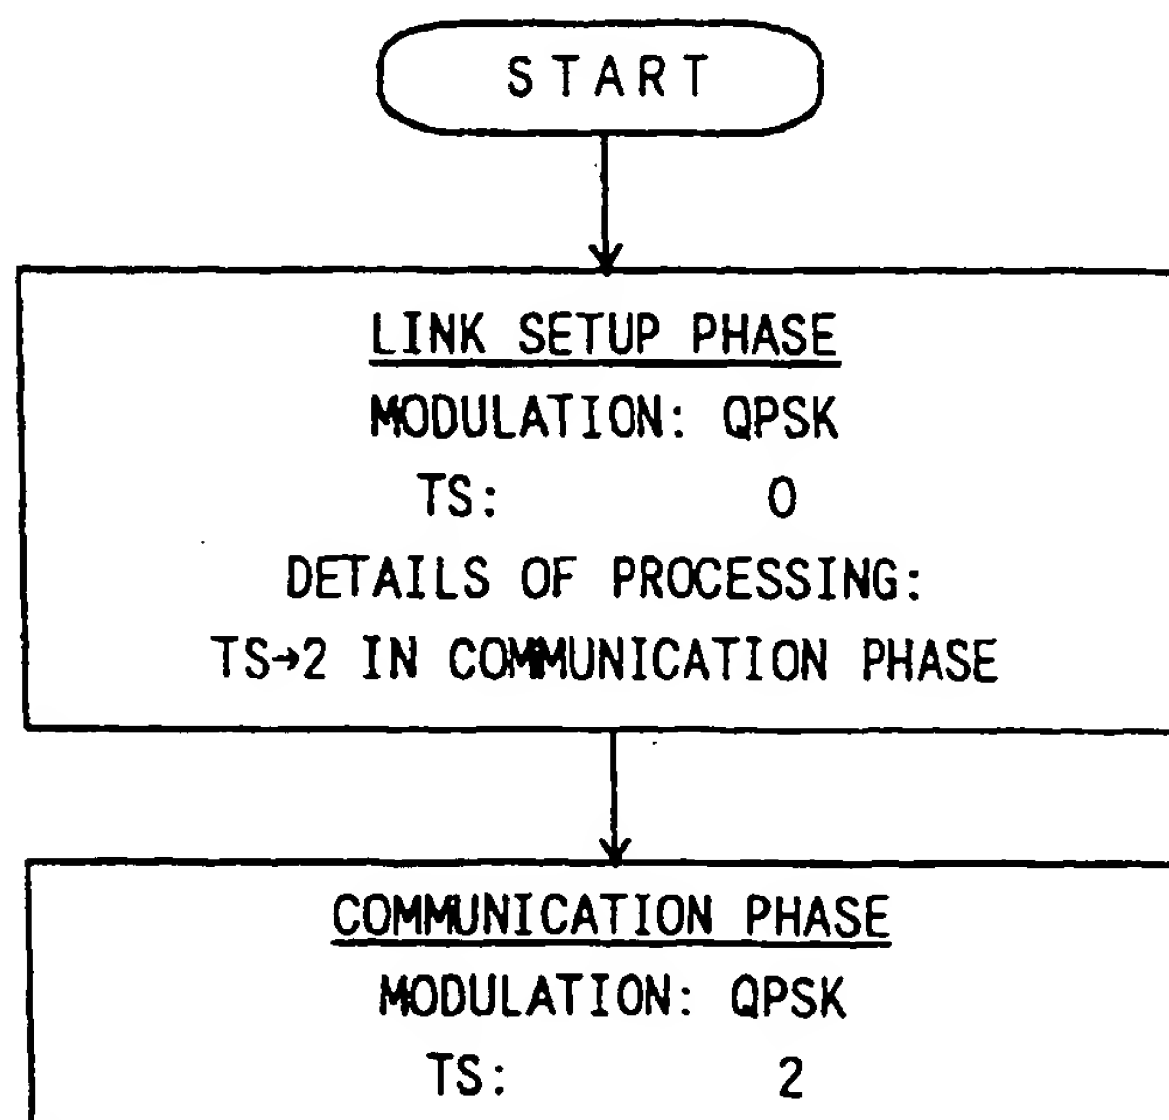 START
LINK SETUP PHASE
MODULATION: QPSK
TS: 0
DETAILS OF PROCESSING:
TS→2 IN COMMUNICATION PHASE
COMMUNICATION PHASE
MODULATION: QPSK
TS: 2